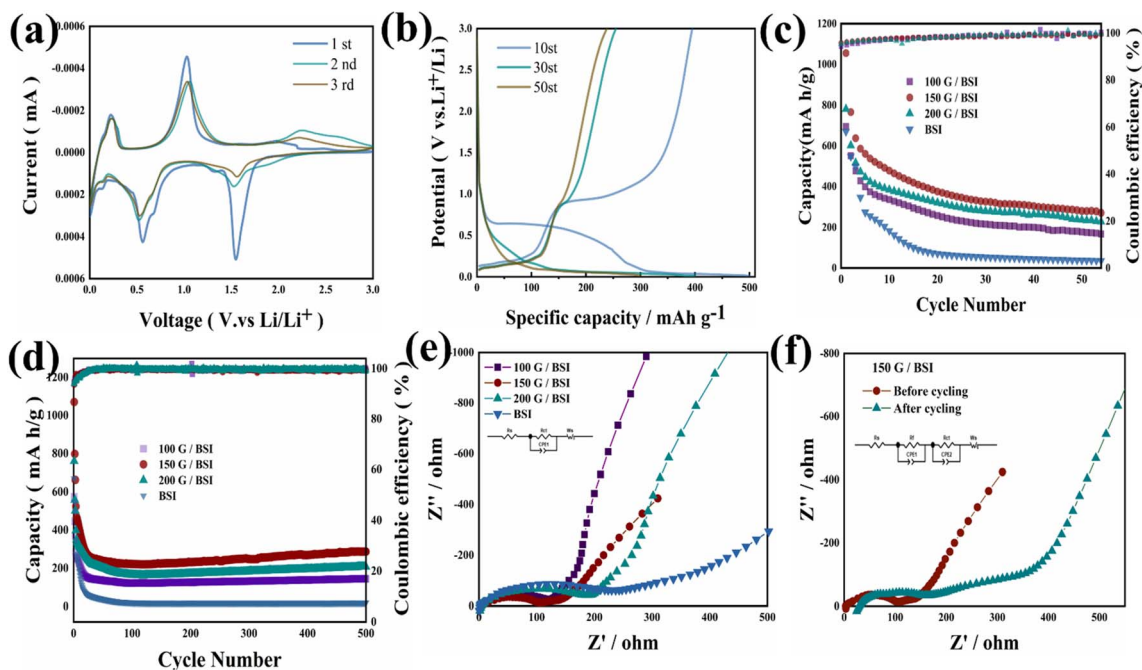 (a)
-0.0006
-0.0004
-0.0002
0.0000
0.0002
0.0004
0.0006
Current ( mA)
1 st
2 nd
3 rd
0.0 0.5 1.0 1.5 2.0 2.5 3.0
Voltage ( V.vs Li/Li+ )
(b)
3.0
2.5
2.0
1.5
1.0
0.5
0.0
Potential ( V vs.Li+/Li )
10st
30st
50st
0 100 200 300 400 500
Specific capacity / mAh g-1
(c)
1200
1000
800
600
400
200
0
Capacity(mA h/g)
100 G / BSI
150 G / BSI
200 G / BSI
BSI
100
80
60
40
20
0
Coulombic efficiency ( % )
0 10 20 30 40 50
Cycle Number
(d)
1200
1000
800
600
400
200
0
Capacity ( mA h/g )
100 G / BSI
150 G / BSI
200 G / BSI
BSI
100
80
60
40
20
0
Coulombic efficiency ( % )
0 100 200 300 400 500
Cycle Number
(e)
-1000
-800
-600
-400
-200
0
Z'' / ohm
100 G / BSI
150 G / BSI
200 G / BSI
BSI
Rs Rct Ws
CPE1
0 100 200 300 400 500
Z' / ohm
(f)
-800
-600
-400
-200
0
Z'' / ohm
150 G / BSI
Before cycling
After cycling
Rs Rf Rct Ws
CPE1 CPE2
0 100 200 300 400 500
Z' / ohm